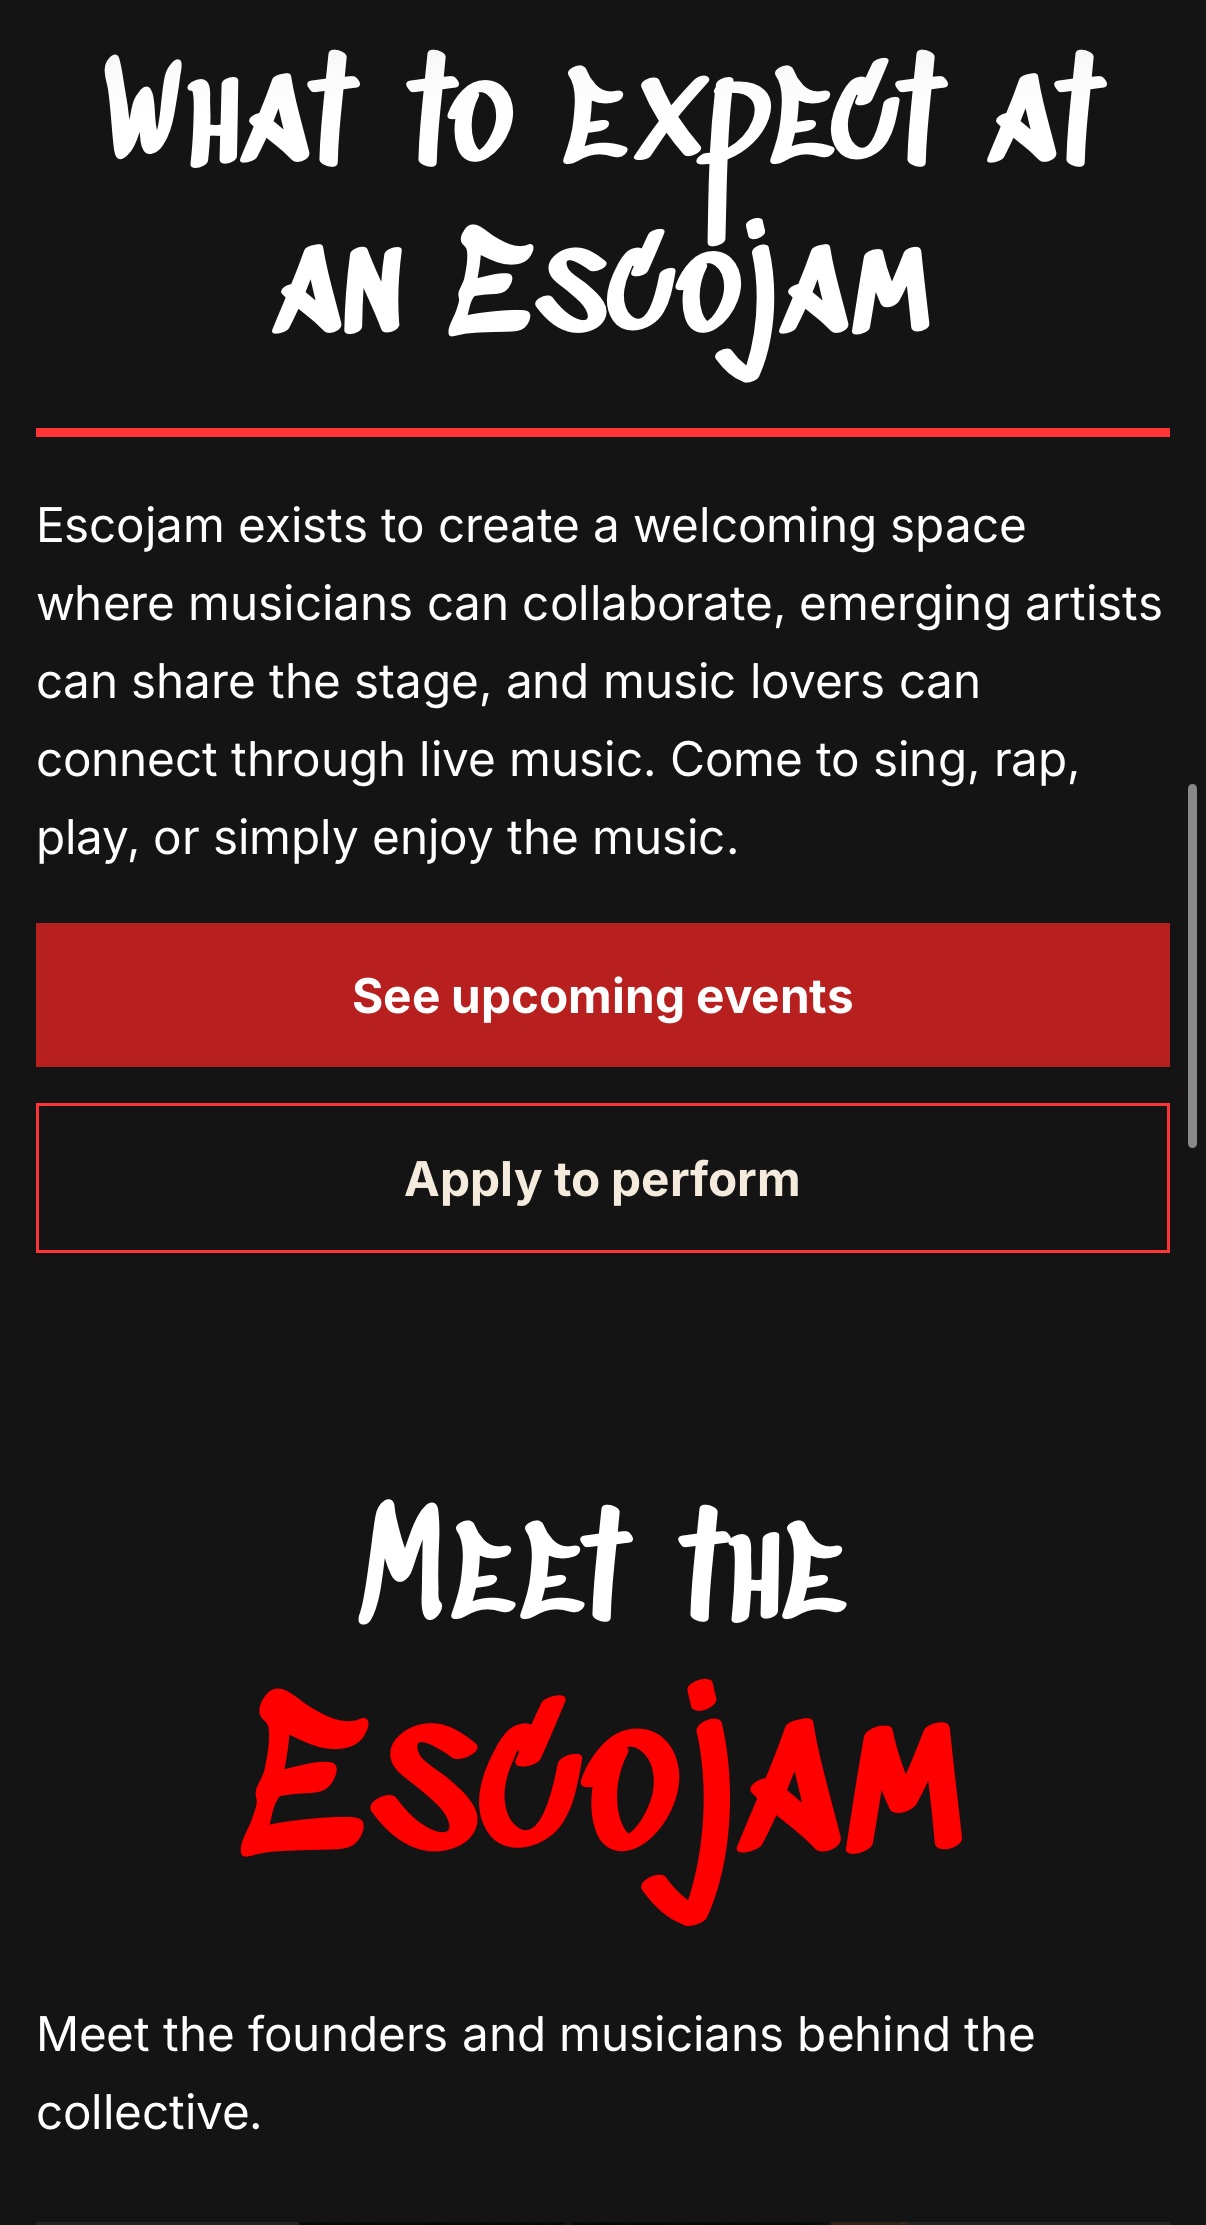 What to expect at
an Escojam
Escojam exists to create a welcoming space
where musicians can collaborate, emerging artists
can share the stage, and music lovers can
connect through live music. Come to sing, rap,
play, or simply enjoy the music.
See upcoming events
Apply to perform
Meet the
Escojam
Meet the founders and musicians behind the
collective.